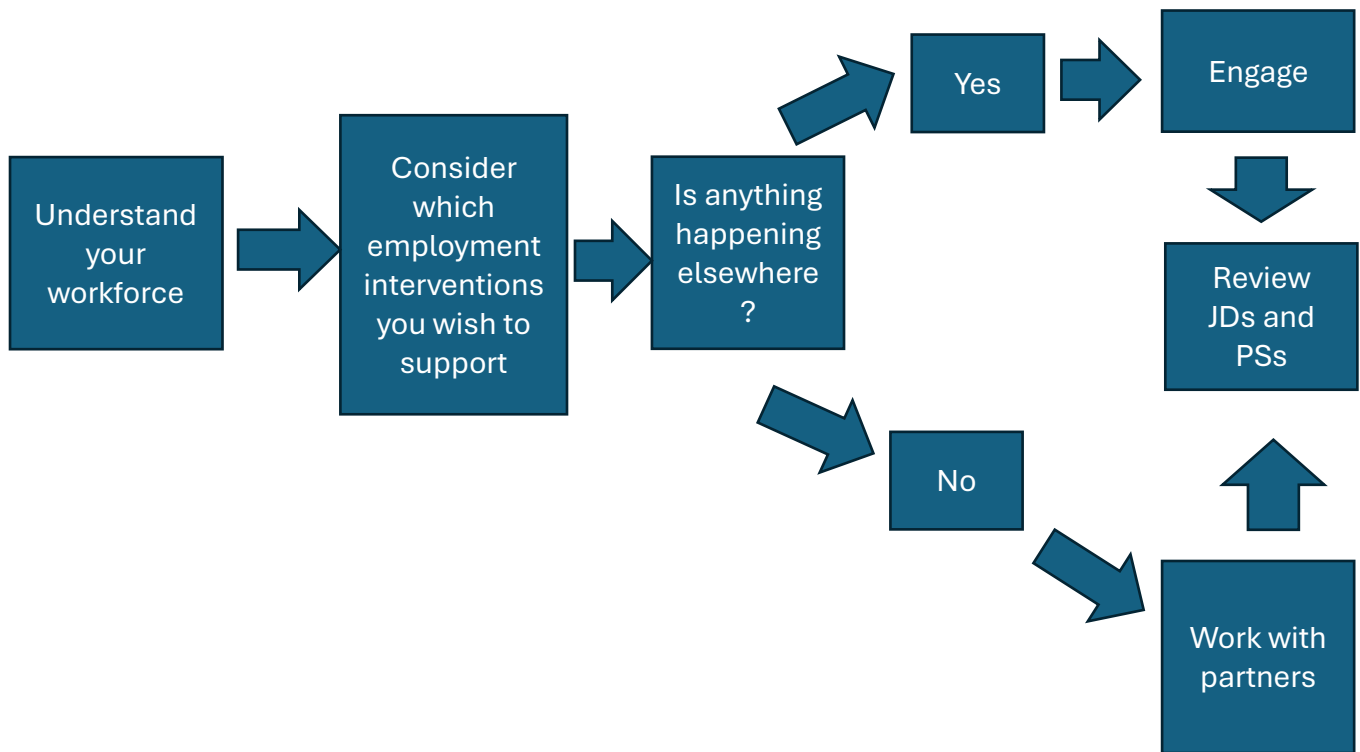 Understand
your
workforce
Consider
which
employment
interventions
you wish to
support
Is anything
happening
elsewhere
?
Yes
Engage
Review
JDs and
PSs
No
Work with
partners